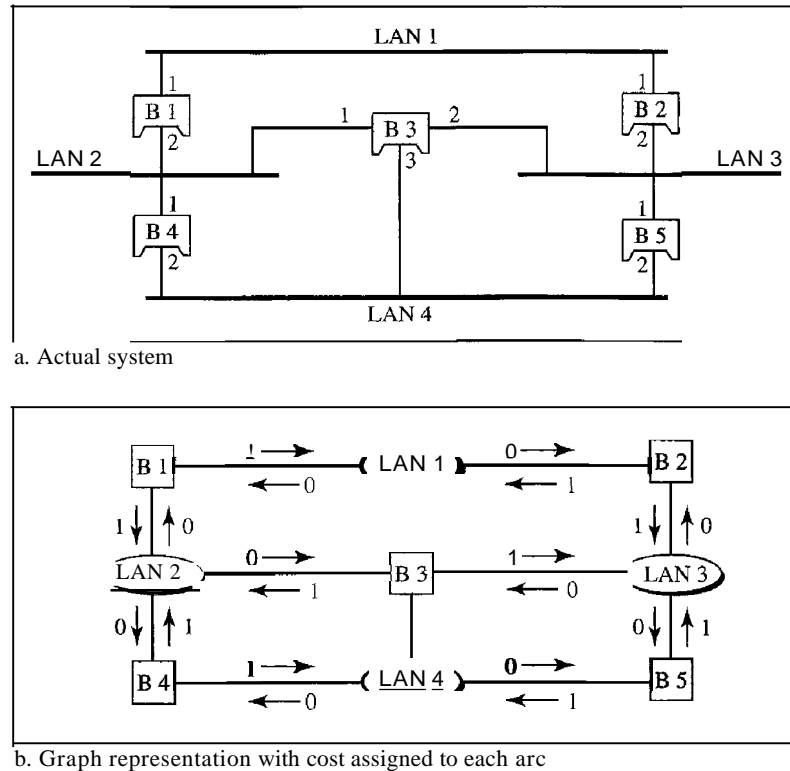 LAN 1
1 1
B 1 1 B 3 2 B 2
2 3 2
LAN 2 LAN 3
1 1
B 4 B 5
2 2
LAN 4
a. Actual system
B 1 1 0 LAN 1 0 1 B 2
1 0 1 0
LAN 2 0 1 B 3 1 0 LAN 3
0 1 0 1
B 4 1 0 LAN 4 0 1 B 5
b. Graph representation with cost assigned to each arc